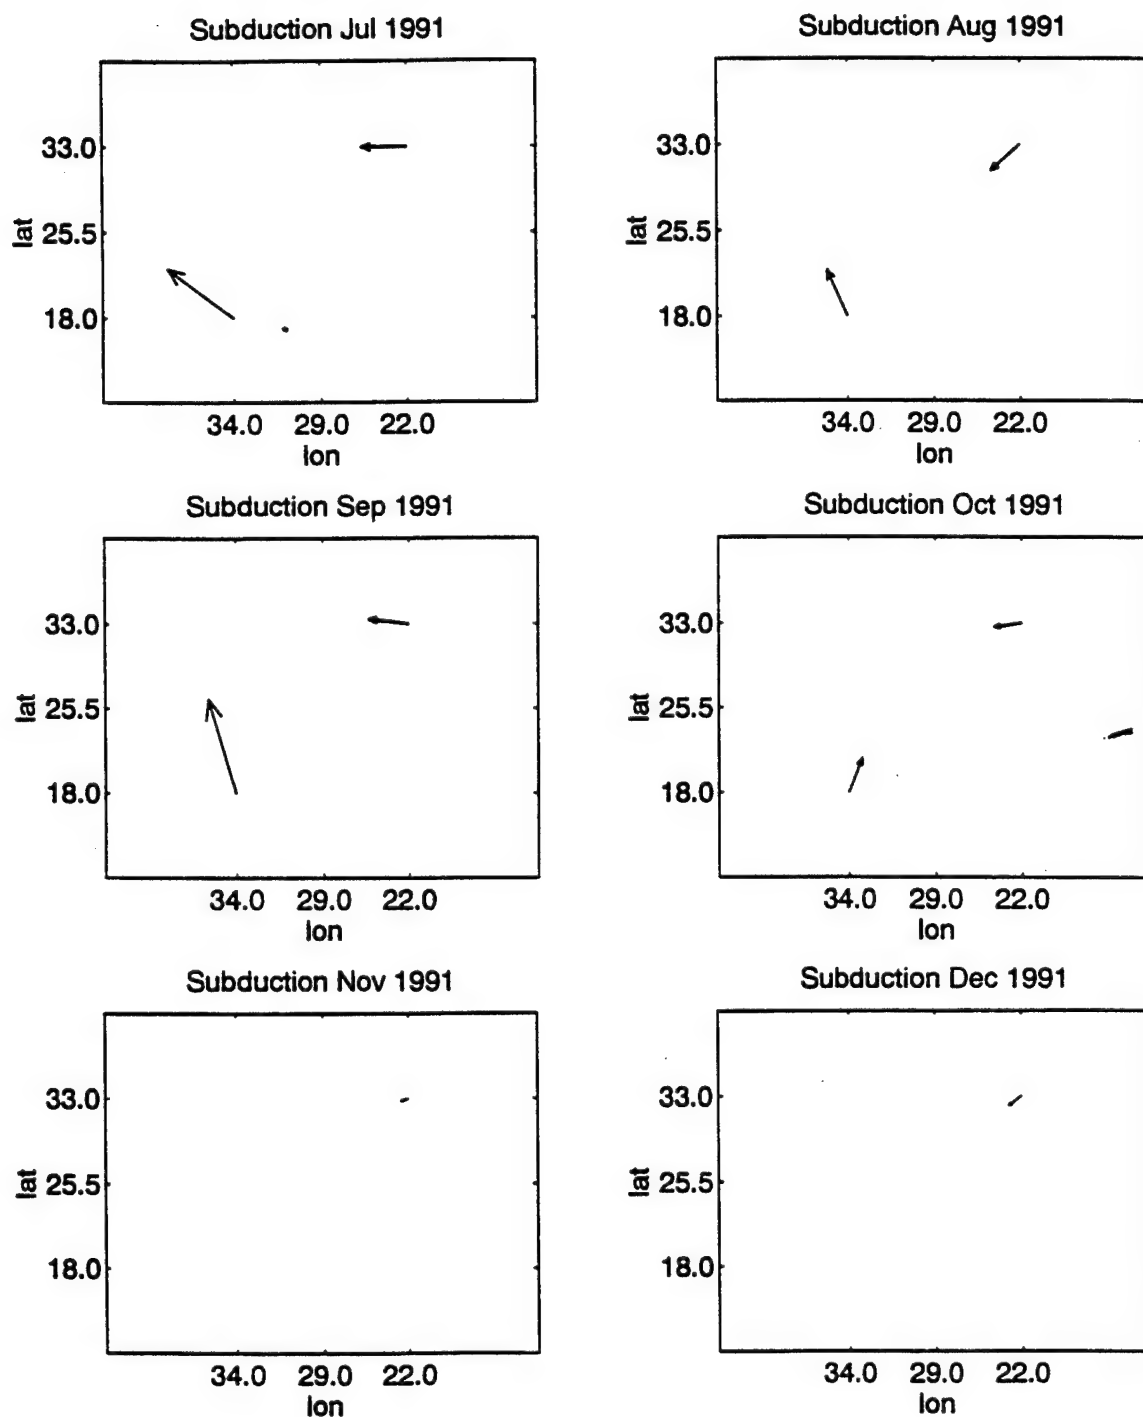 Subduction Jul 1991
33.0
lat 25.5
18.0
34.0 29.0 22.0
lon
Subduction Aug 1991
33.0
lat 25.5
18.0
34.0 29.0 22.0
lon
Subduction Sep 1991
33.0
lat 25.5
18.0
34.0 29.0 22.0
lon
Subduction Oct 1991
33.0
lat 25.5
18.0
34.0 29.0 22.0
lon
Subduction Nov 1991
33.0
lat 25.5
18.0
34.0 29.0 22.0
lon
Subduction Dec 1991
33.0
lat 25.5
18.0
34.0 29.0 22.0
lon